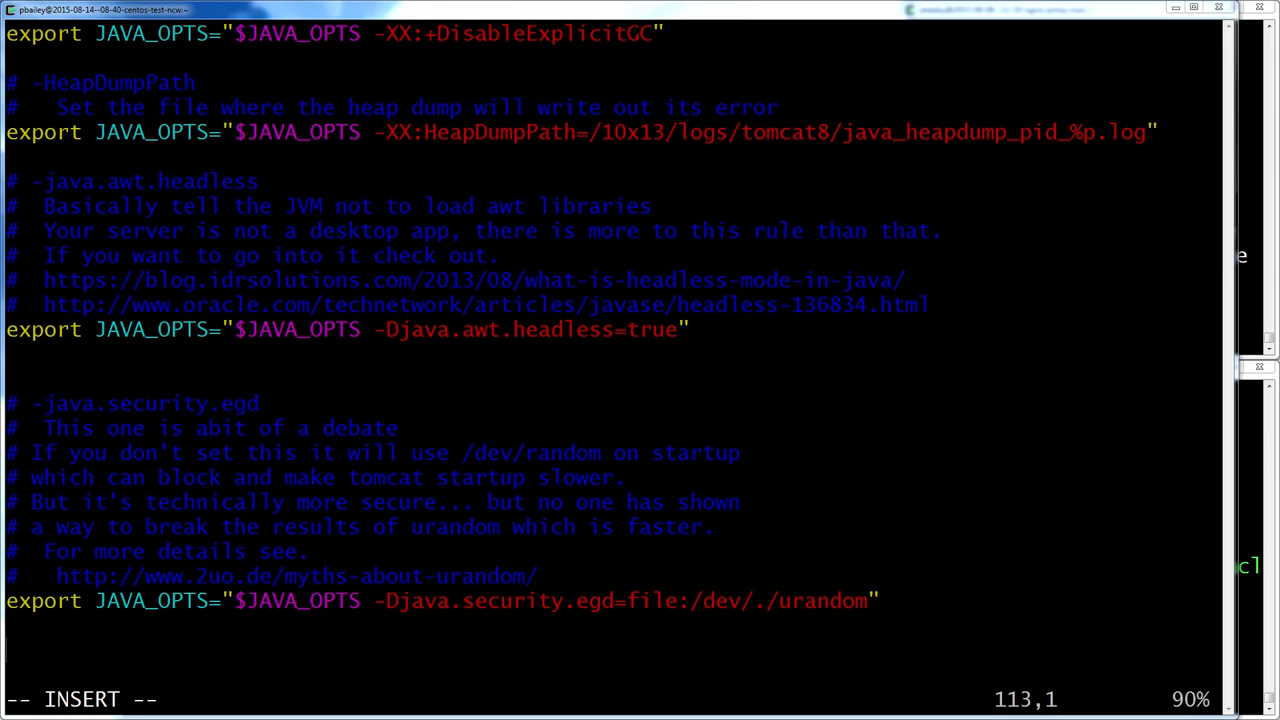 pbailey@2015-08-14--08-40-centos-test-ncw:~
export JAVA_OPTS="$JAVA_OPTS -XX:+DisableExplicitGC"
# -HeapDumpPath
#   Set the file where the heap dump will write out its error
export JAVA_OPTS="$JAVA_OPTS -XX:HeapDumpPath=/10x13/logs/tomcat8/java_heapdump_pid_%p.log"
# -java.awt.headless
#  Basically tell the JVM not to load awt libraries
#  Your server is not a desktop app, there is more to this rule than that.
#  If you want to go into it check out.
#  https://blog.idrsolutions.com/2013/08/what-is-headless-mode-in-java/
#  http://www.oracle.com/technetwork/articles/javase/headless-136834.html
export JAVA_OPTS="$JAVA_OPTS -Djava.awt.headless=true"
# -java.security.egd
#  This one is abit of a debate
# If you don't set this it will use /dev/random on startup
# which can block and make tomcat startup slower.
# But it's technically more secure... but no one has shown
# a way to break the results of urandom which is faster.
#  For more details see.
#   http://www.2uo.de/myths-about-urandom/
export JAVA_OPTS="$JAVA_OPTS -Djava.security.egd=file:/dev/./urandom"
-- INSERT -- 113,1 90%
e
cl